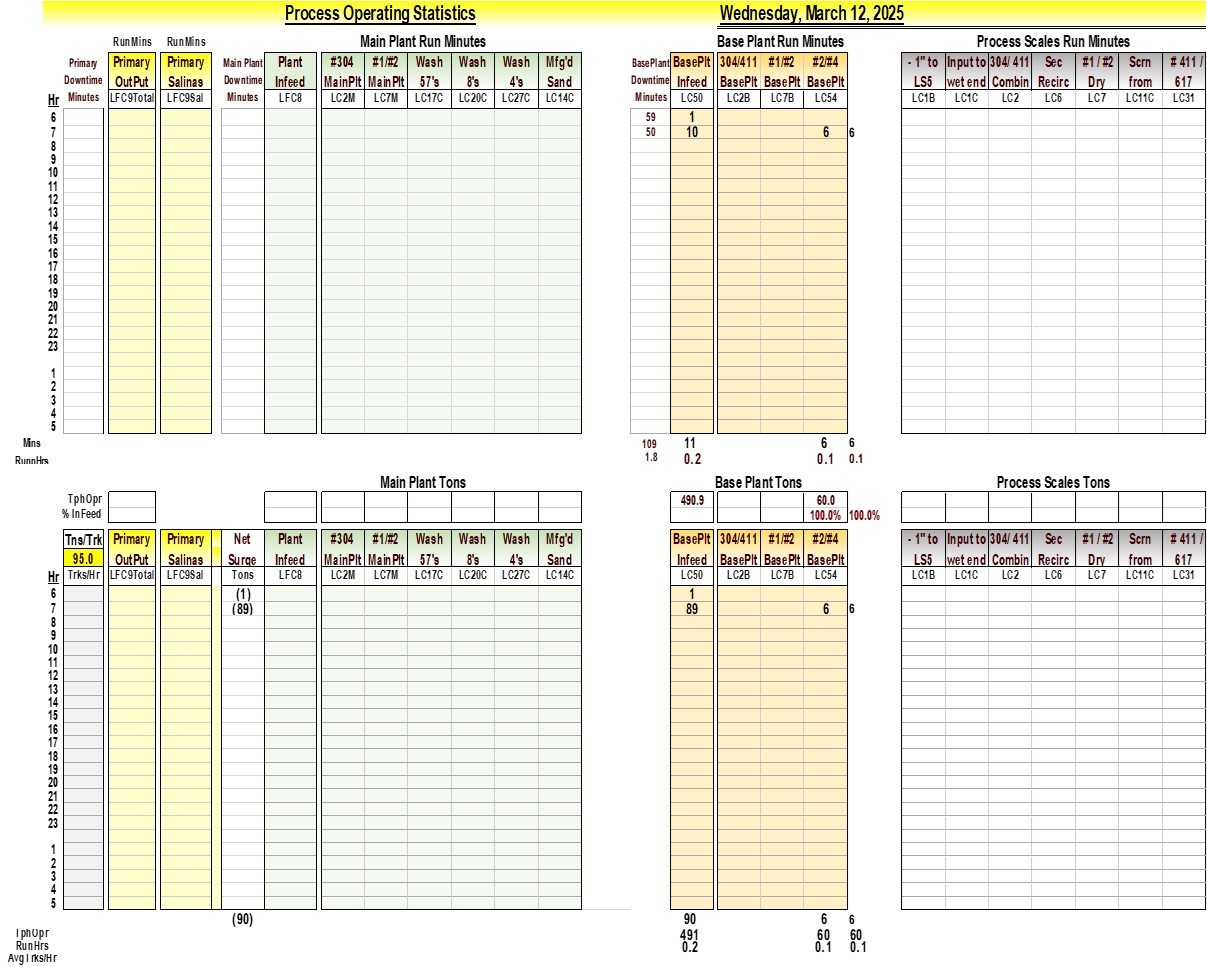 Process Operating Statistics Wednesday, March 12, 2025
RunMins RunMins Main Plant Run Minutes Base Plant Run Minutes Process Scales Run Minutes
Primary Primary Primary Main Plant Plant #304 #1/#2 Wash Wash Wash Mfg'd BasePlant BasePlt 304/411 #1/#2 #2/#4 - 1" to Input to 304/ 411 Sec #1 / #2 Scrn # 411 /
Downtime OutPut Salinas Downtime Infeed MainPlt MainPlt 57's 8's 4's Sand Downtime Infeed BasePlt BasePlt BasePlt LS5 wet end Combin Recirc Dry from 617
Hr Minutes LFC9Total LFC9Sal Minutes LFC8 LC2M LC7M LC17C LC20C LC27C LC14C Minutes LC50 LC2B LC7B LC54 LC1B LC1C LC2 LC6 LC7 LC11C LC31
6 59 1
7 50 10 6 6
8
9
10
11
12
13
14
15
16
17
18
19
20
21
22
23
1
2
3
4
5
Mins 109 11 6 6
RunnHrs 1.8 0.2 0.1 0.1
Main Plant Tons Base Plant Tons Process Scales Tons
TphOpr 490.9 60.0
% InFeed 100.0% 100.0%
Tns/Trk Primary Primary Net Plant #304 #1/#2 Wash Wash Wash Mfg'd BasePlt 304/411 #1/#2 #2/#4 - 1" to Input to 304/ 411 Sec #1 / #2 Scrn # 411 /
95.0 OutPut Salinas Surge Infeed MainPlt MainPlt 57's 8's 4's Sand Infeed BasePlt BasePlt BasePlt LS5 wet end Combin Recirc Dry from 617
Hr Trks/Hr LFC9Total LFC9Sal Tons LFC8 LC2M LC7M LC17C LC20C LC27C LC14C LC50 LC2B LC7B LC54 LC1B LC1C LC2 LC6 LC7 LC11C LC31
6 (1) 1
7 (89) 89 6 6
8
9
10
11
12
13
14
15
16
17
18
19
20
21
22
23
1
2
3
4
5
(90) 90 6 6
TphOpr 491 60 60
RunHrs 0.2 0.1 0.1
AvgTrks/Hr